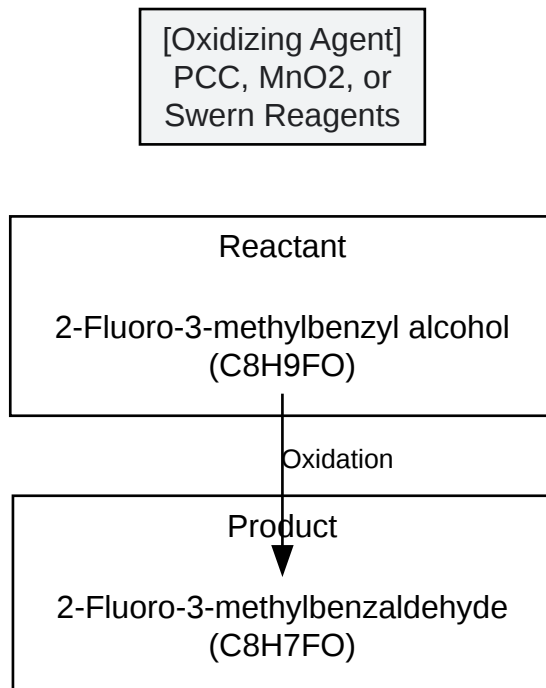 [Oxidizing Agent]
PCC, MnO2, or
Swern Reagents
Reactant
2-Fluoro-3-methylbenzyl alcohol
(C8H9FO)
Oxidation
Product
2-Fluoro-3-methylbenzaldehyde
(C8H7FO)